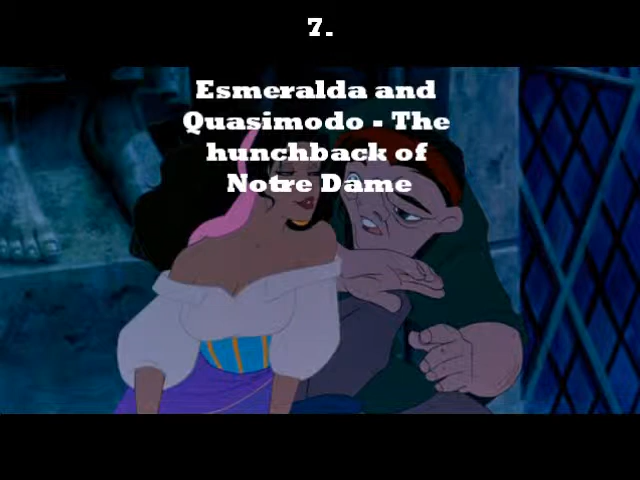 7.
Esmeralda and
Quasimodo - The
hunchback of
Notre Dame